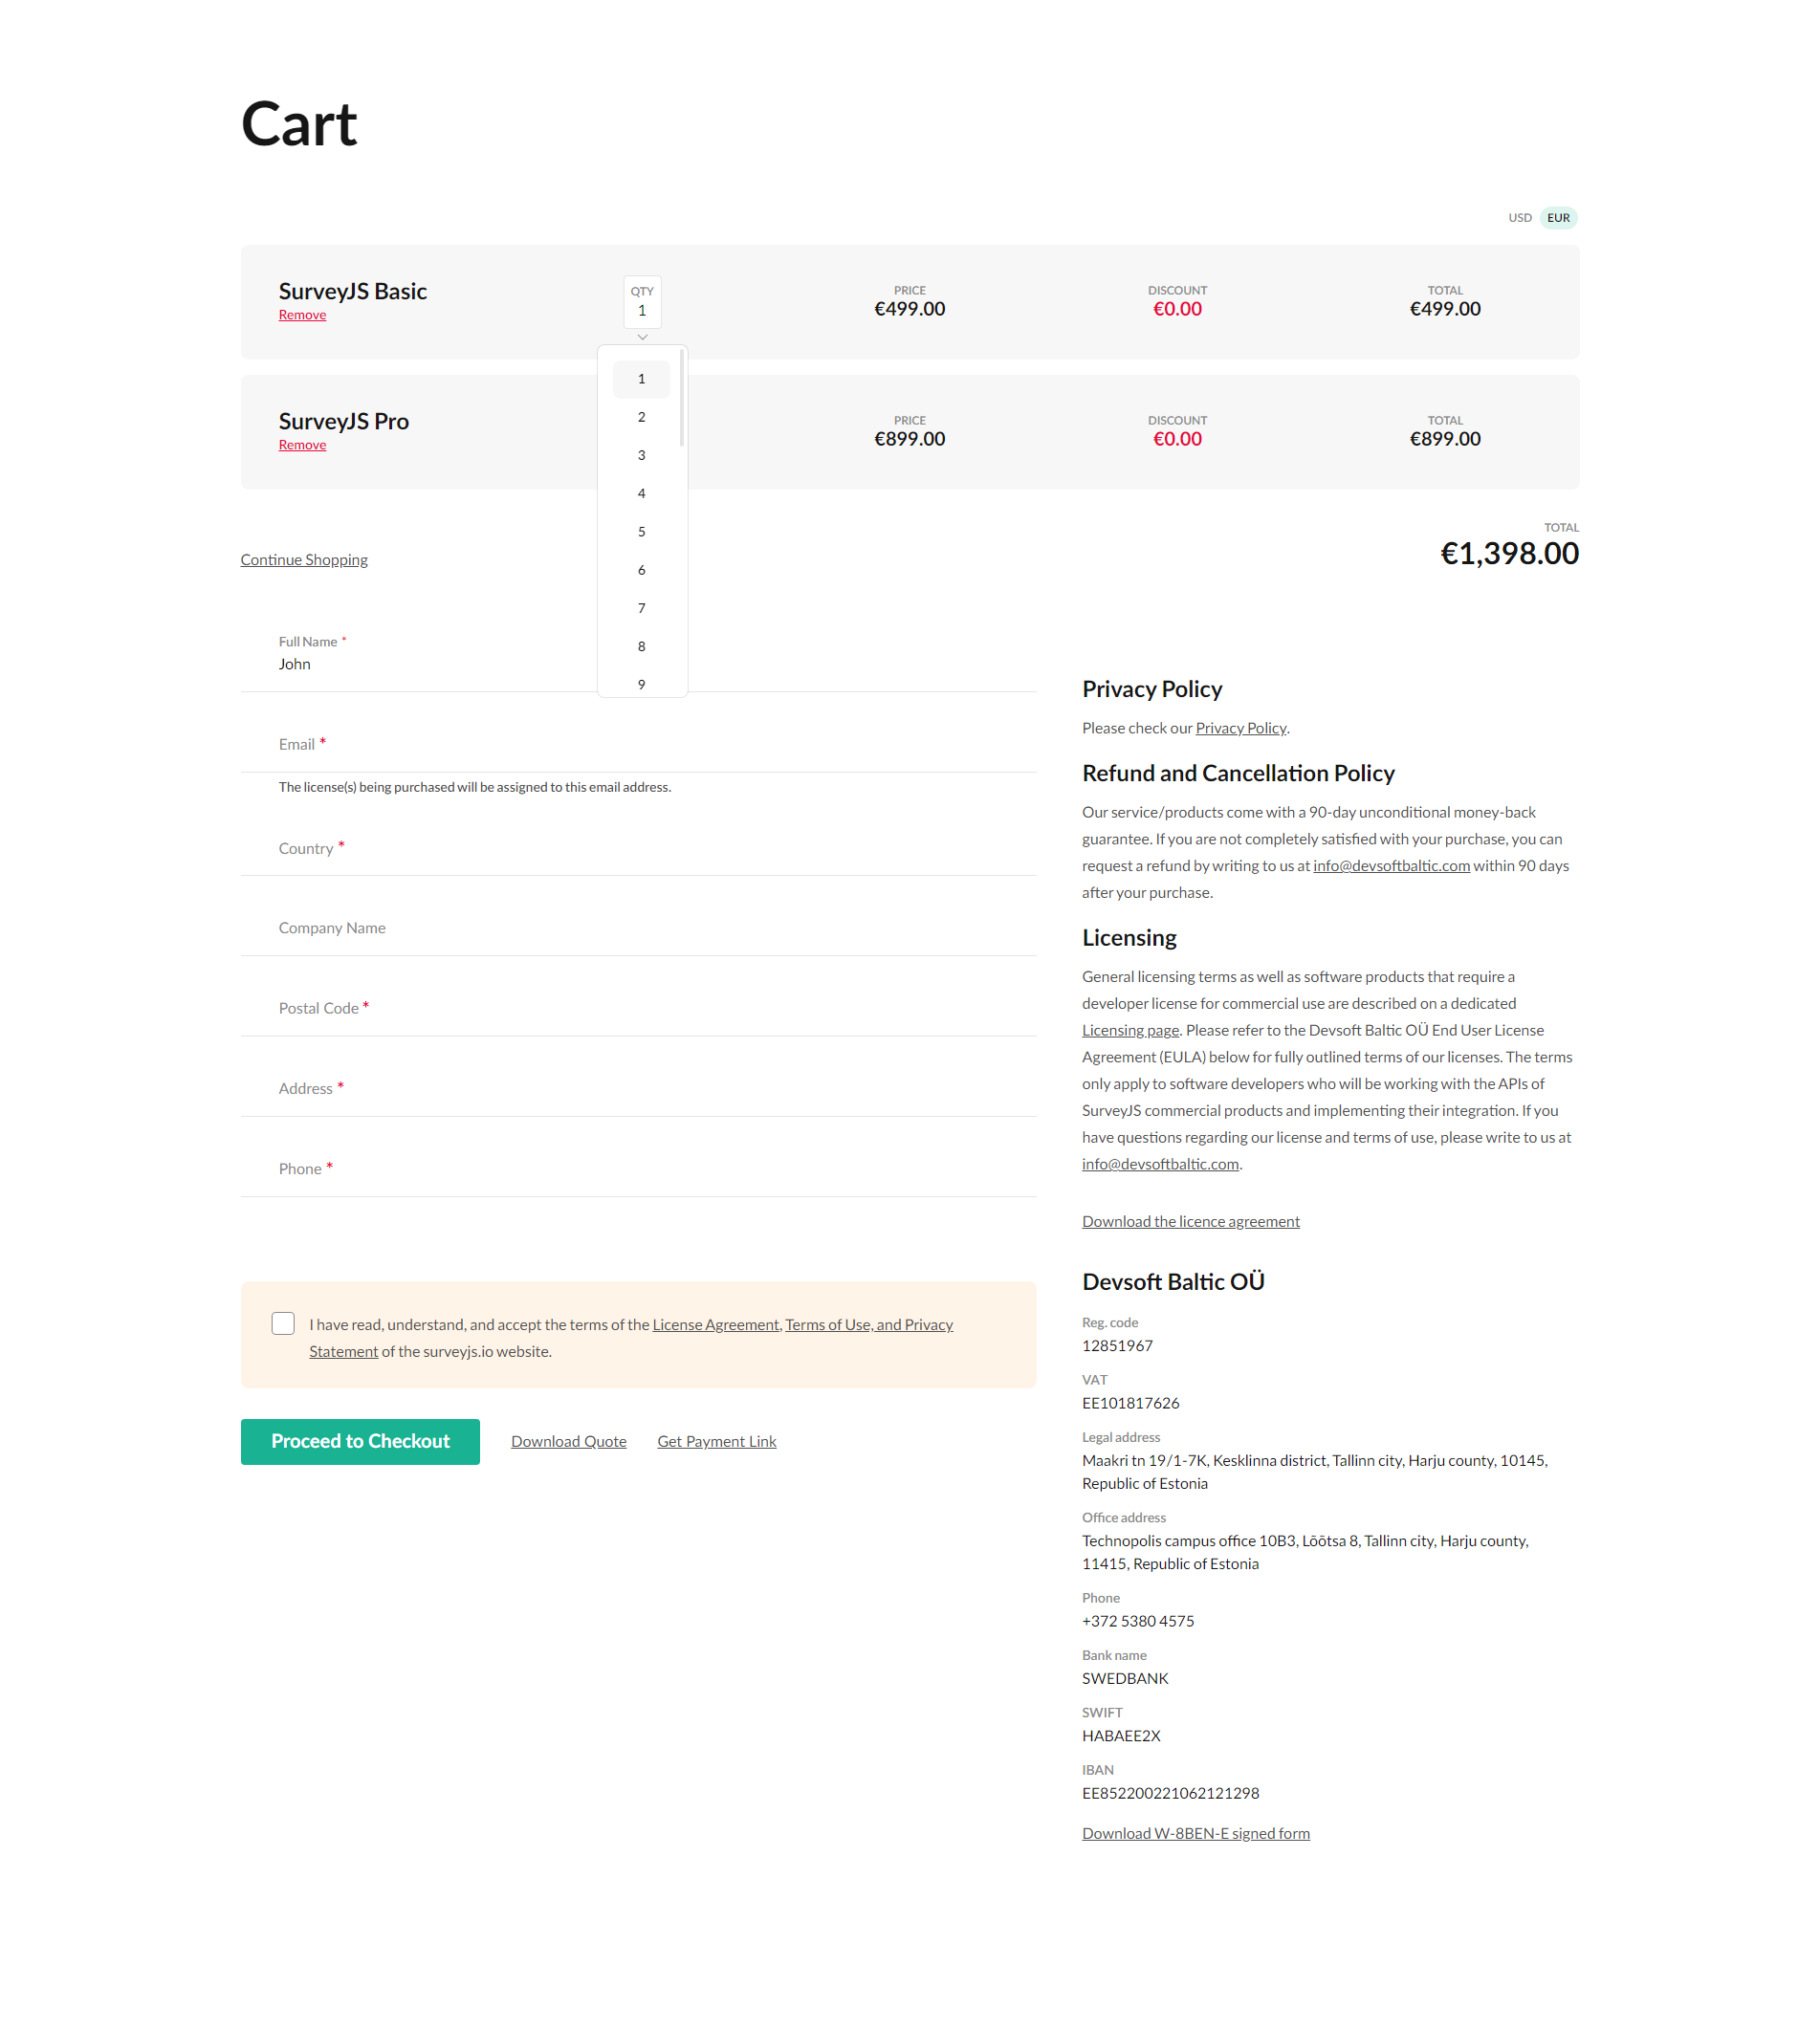 Cart
USD EUR
SurveyJS Basic
Remove
QTY
1
PRICE
€499.00
DISCOUNT
€0.00
TOTAL
€499.00
1
2
3
4
5
6
7
8
9
SurveyJS Pro
Remove
PRICE
€899.00
DISCOUNT
€0.00
TOTAL
€899.00
Continue Shopping
TOTAL
€1,398.00
Full Name *
John
Email *
The license(s) being purchased will be assigned to this email address.
Country *
Company Name
Postal Code *
Address *
Phone *
I have read, understand, and accept the terms of the License Agreement, Terms of Use, and Privacy
Statement of the surveyjs.io website.
Proceed to Checkout
Download Quote
Get Payment Link
Privacy Policy
Please check our Privacy Policy.
Refund and Cancellation Policy
Our service/products come with a 90-day unconditional money-back
guarantee. If you are not completely satisfied with your purchase, you can
request a refund by writing to us at info@devsoftbaltic.com within 90 days
after your purchase.
Licensing
General licensing terms as well as software products that require a
developer license for commercial use are described on a dedicated
Licensing page. Please refer to the Devsoft Baltic OÜ End User License
Agreement (EULA) below for fully outlined terms of our licenses. The terms
only apply to software developers who will be working with the APIs of
SurveyJS commercial products and implementing their integration. If you
have questions regarding our license and terms of use, please write to us at
info@devsoftbaltic.com.
Download the licence agreement
Devsoft Baltic OÜ
Reg. code
12851967
VAT
EE101817626
Legal address
Maakri tn 19/1-7K, Kesklinna district, Tallinn city, Harju county, 10145,
Republic of Estonia
Office address
Technopolis campus office 10B3, Lõõtsa 8, Tallinn city, Harju county,
11415, Republic of Estonia
Phone
+372 5380 4575
Bank name
SWEDBANK
SWIFT
HABAEE2X
IBAN
EE852200221062121298
Download W-8BEN-E signed form